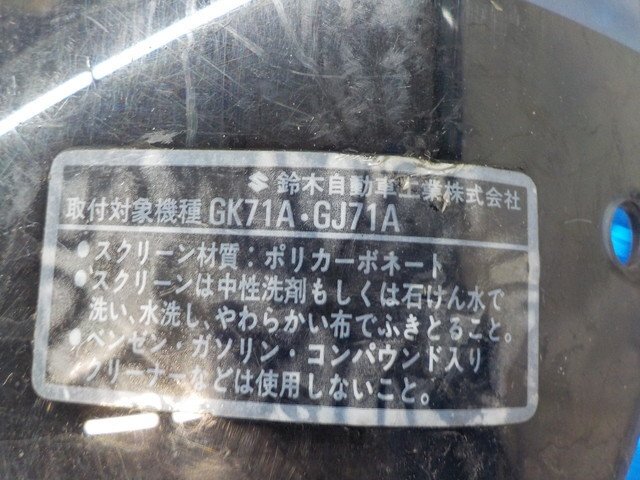 鈴木自動車工業株式会社
取付対象機種 GK71A・GJ71A
●スクリーン材質：ポリカーボネート
●スクリーンは中性洗剤もしくは石けん水で
洗い、水洗し、やわらかい布でふきとること。
●ベンゼン・ガソリン・コンパウンド入り
クリーナーなどは使用しないこと。